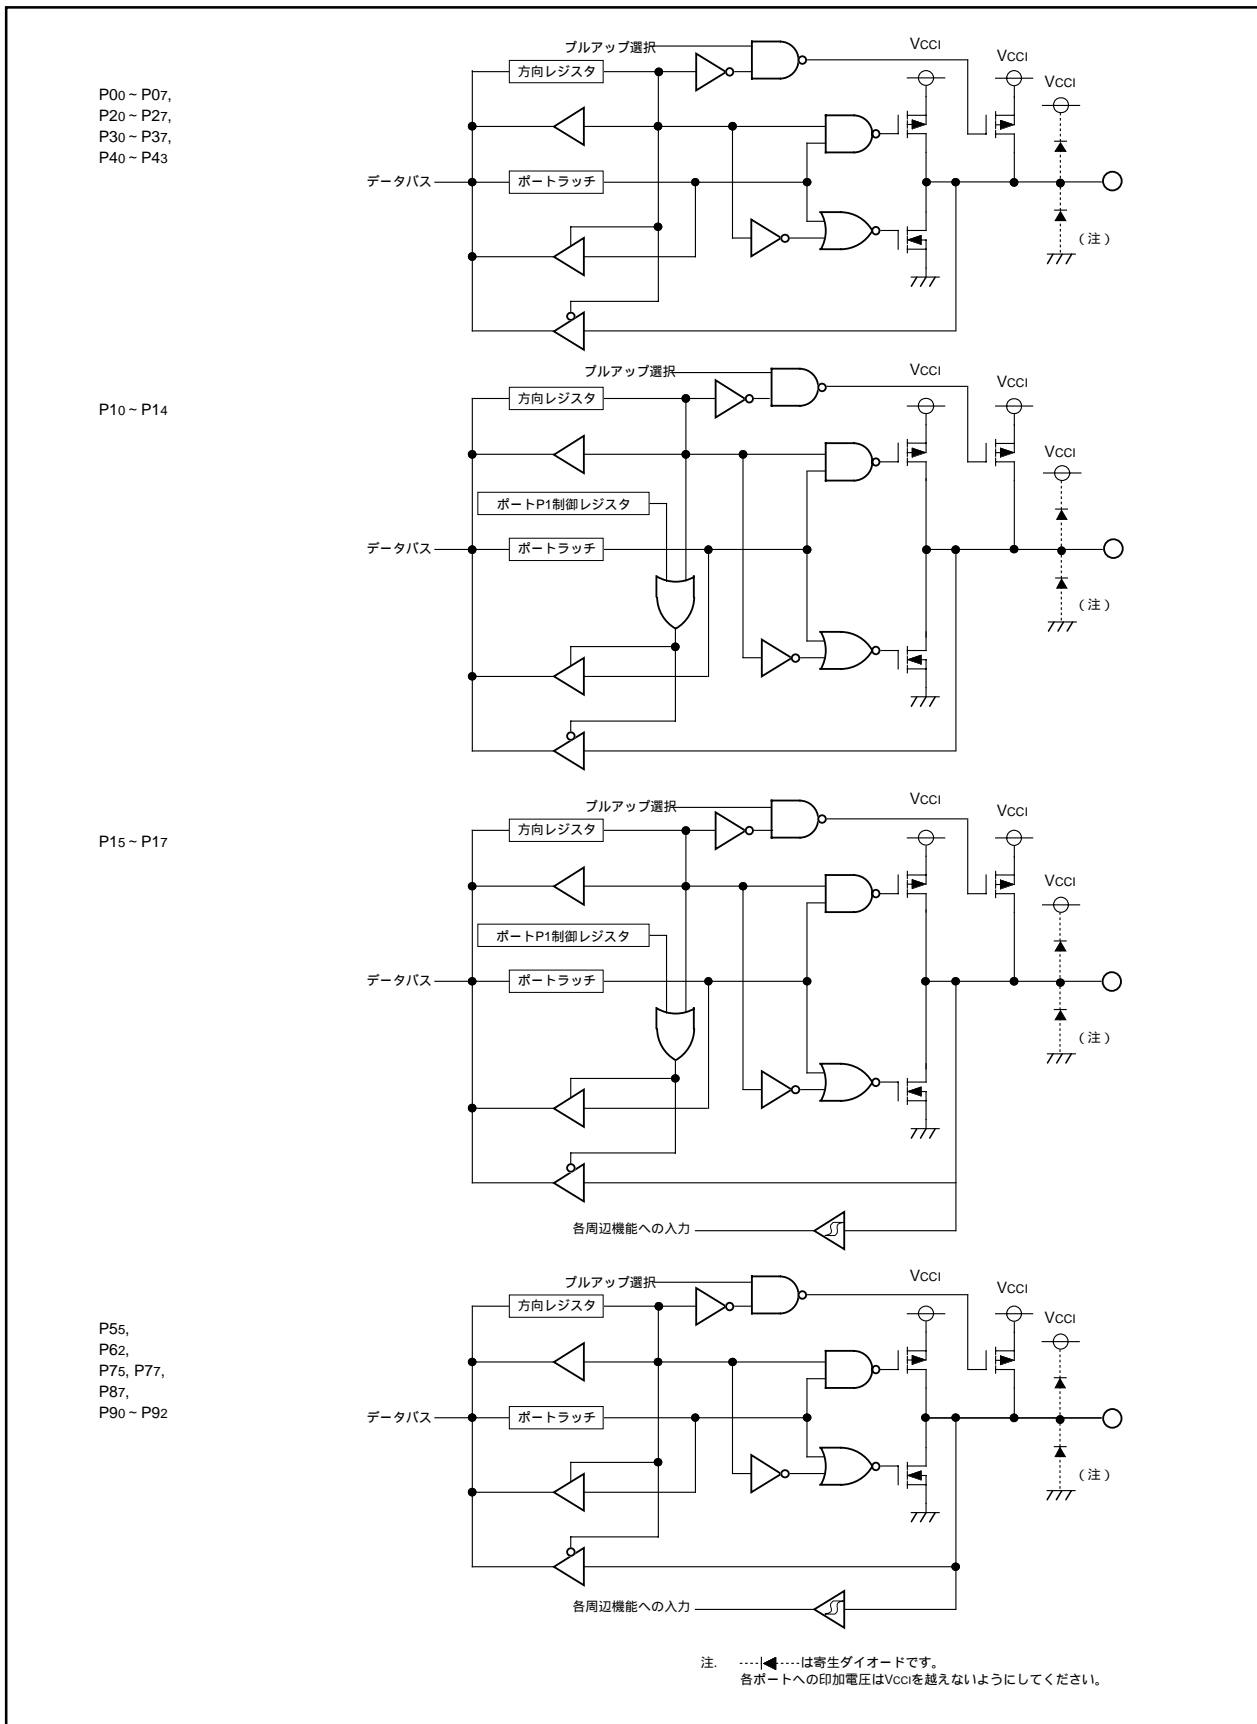 プルアップ選択
VCCI
VCCI
VCCI
方向レジスタ
P00 ~ P07,
P20 ~ P27,
P30 ~ P37,
P40 ~ P43
データバス
ポートラッチ
(注)
プルアップ選択
VCCI
VCCI
VCCI
方向レジスタ
P10 ~ P14
ポートP1制御レジスタ
データバス
ポートラッチ
(注)
プルアップ選択
VCCI
VCCI
VCCI
方向レジスタ
P15 ~ P17
ポートP1制御レジスタ
データバス
ポートラッチ
(注)
各周辺機能への入力
プルアップ選択
VCCI
VCCI
VCCI
方向レジスタ
P55,
P62,
P75, P77,
P87,
P90 ~ P92
データバス
ポートラッチ
(注)
各周辺機能への入力
注. は寄生ダイオードです。
各ポートへの印加電圧はVCCIを越えないようにしてください。